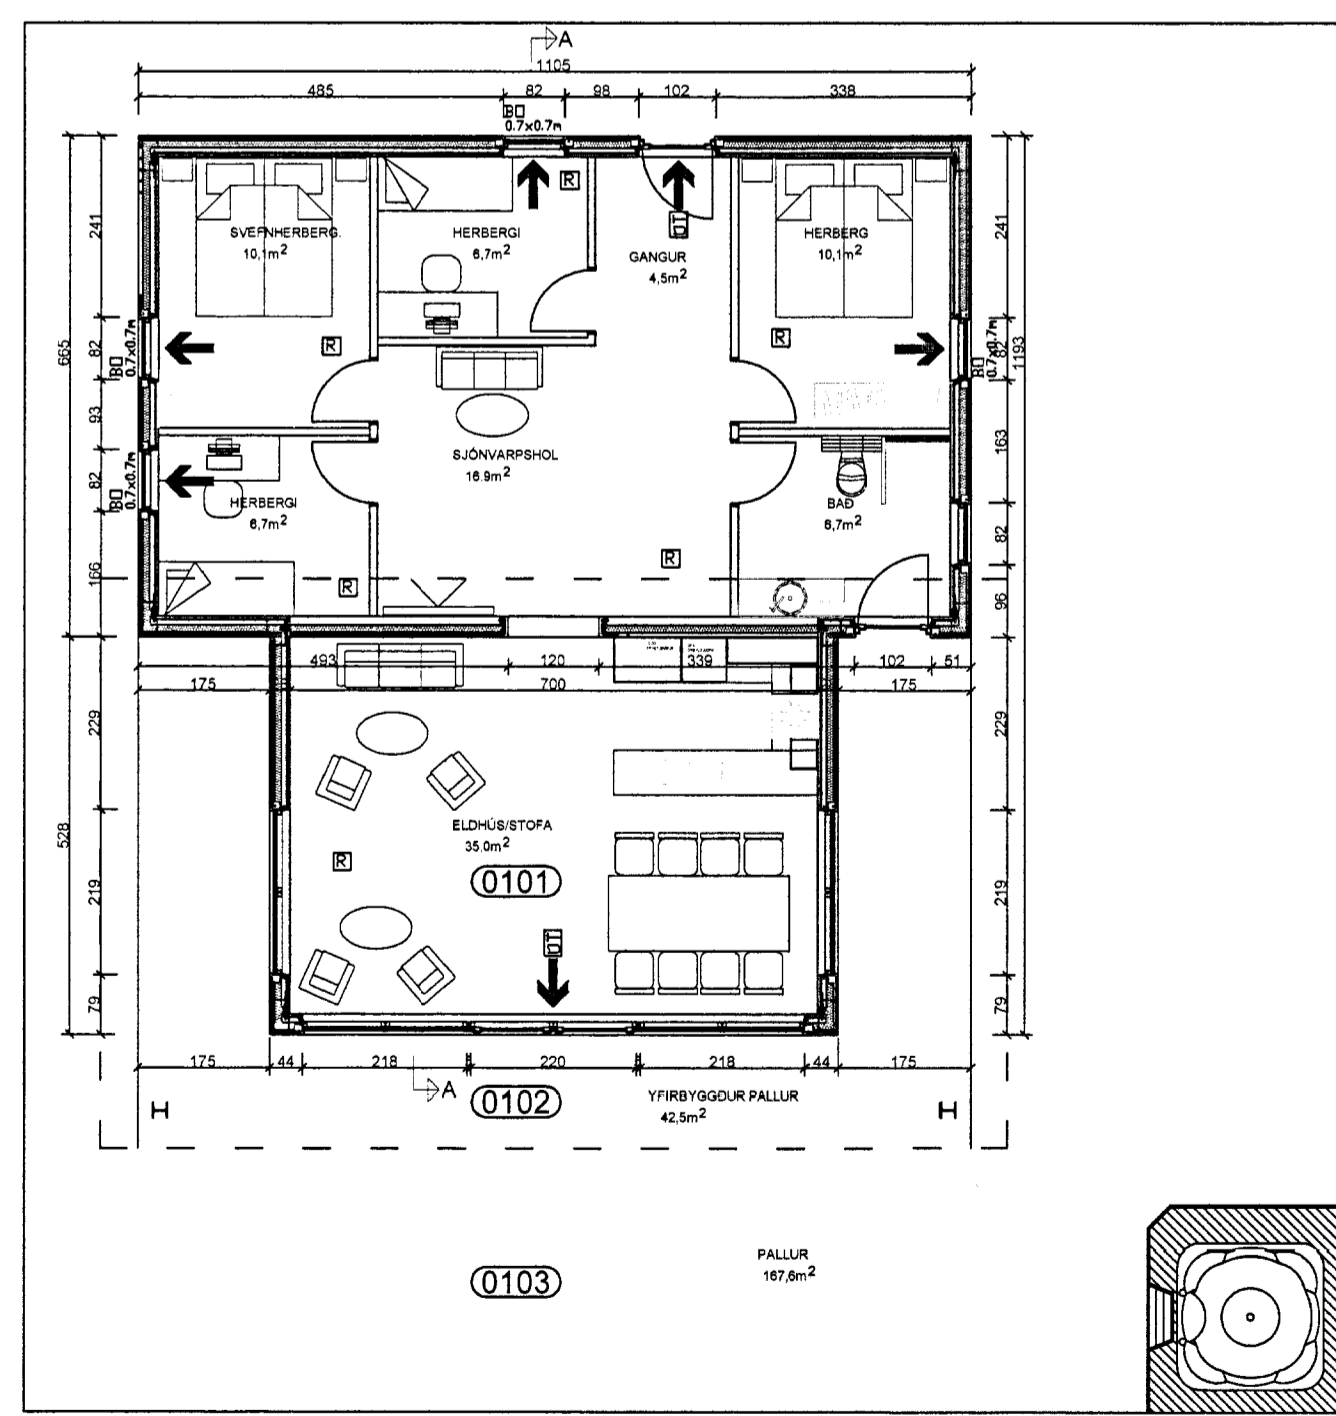 A
1105
485 82 98 102 338
BO
0.7x0.7m
241
SVEFNHERBERG.
10,1m²
HERBERGI
6,7m²
R
DT
GANGUR
4,5m²
HERBERG
10,1m²
241
665
82
BO
0.7x0.7m
R
R
82
BO
0.7x0.7m
1193
93
SJÓNVARPSHOL
16.9m²
163
82
BO
0.7x0.7m
HERBERGI
6,7m²
BAÐ
6,7m²
82
166
R
R
96
493 120 339 102 51
175 700 175
229
229
528
ELDHÚS/STOFA
35.0m²
R
0101
219
219
DT
79
79
175 44 218 220 218 44 175
A
0102
YFIRBYGGÐUR PALLUR
42,5m²
H
H
PALLUR
167,6m²
0103